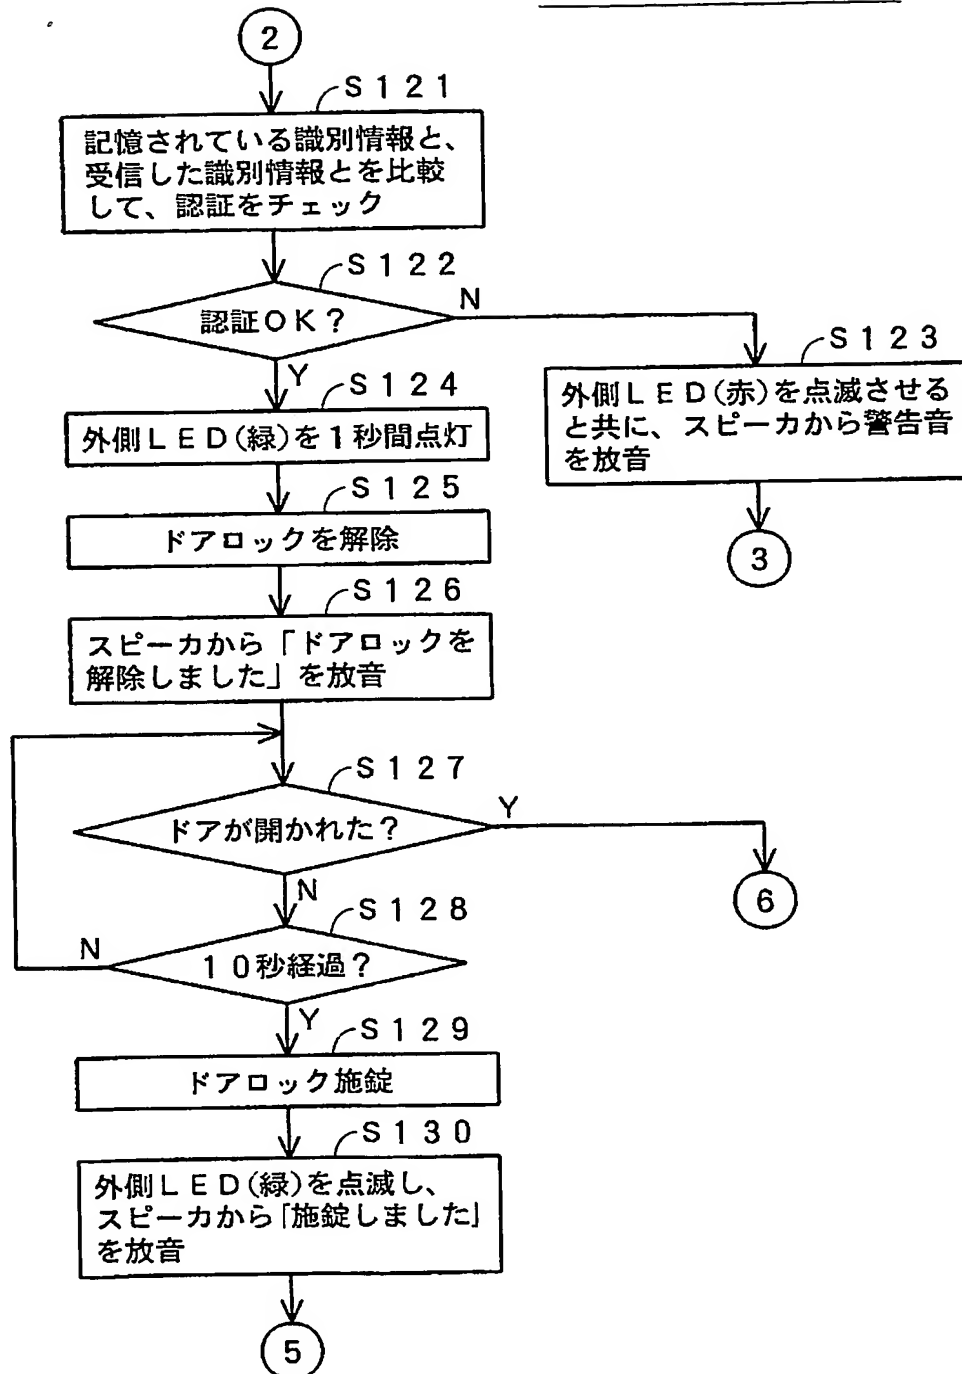 2
S121
記憶されている識別情報と、
受信した識別情報とを比較
して、認証をチェック
S122
認証OK?
N
Y
S123
外側LED(赤)を点滅させる
と共に、スピーカから警告音
を放音
3
S124
外側LED(緑)を1秒間点灯
S125
ドアロックを解除
S126
スピーカから「ドアロックを
解除しました」を放音
S127
ドアが開かれた?
Y
6
N
S128
10秒経過?
N
Y
S129
ドアロック施錠
S130
外側LED(緑)を点滅し、
スピーカから「施錠しました」
を放音
5